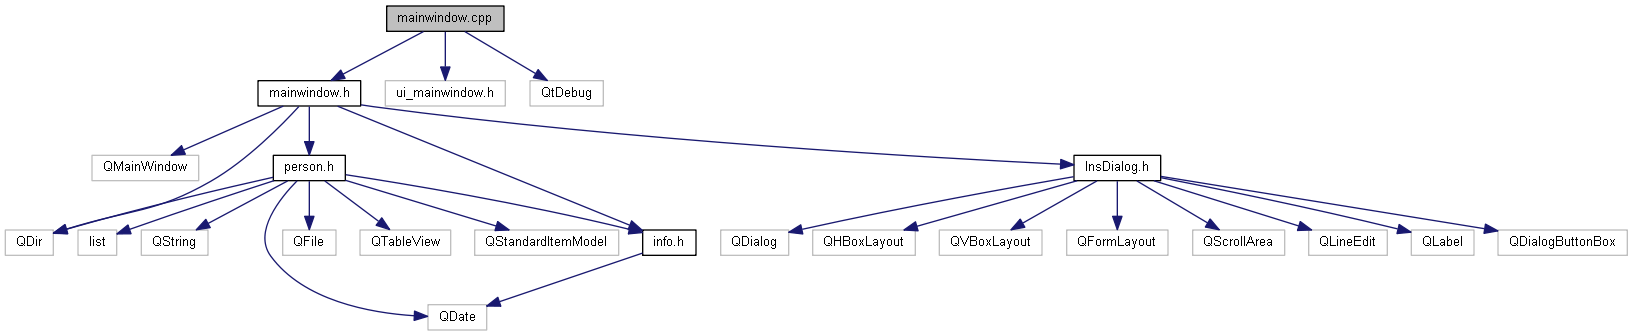 mainwindow.cpp
mainwindow.h
ui_mainwindow.h
QtDebug
QMainWindow
person.h
InsDialog.h
QDir
list
QString
QFile
QTableView
QStandardItemModel
info.h
QDialog
QHBoxLayout
QVBoxLayout
QFormLayout
QScrollArea
QLineEdit
QLabel
QDialogButtonBox
QDate